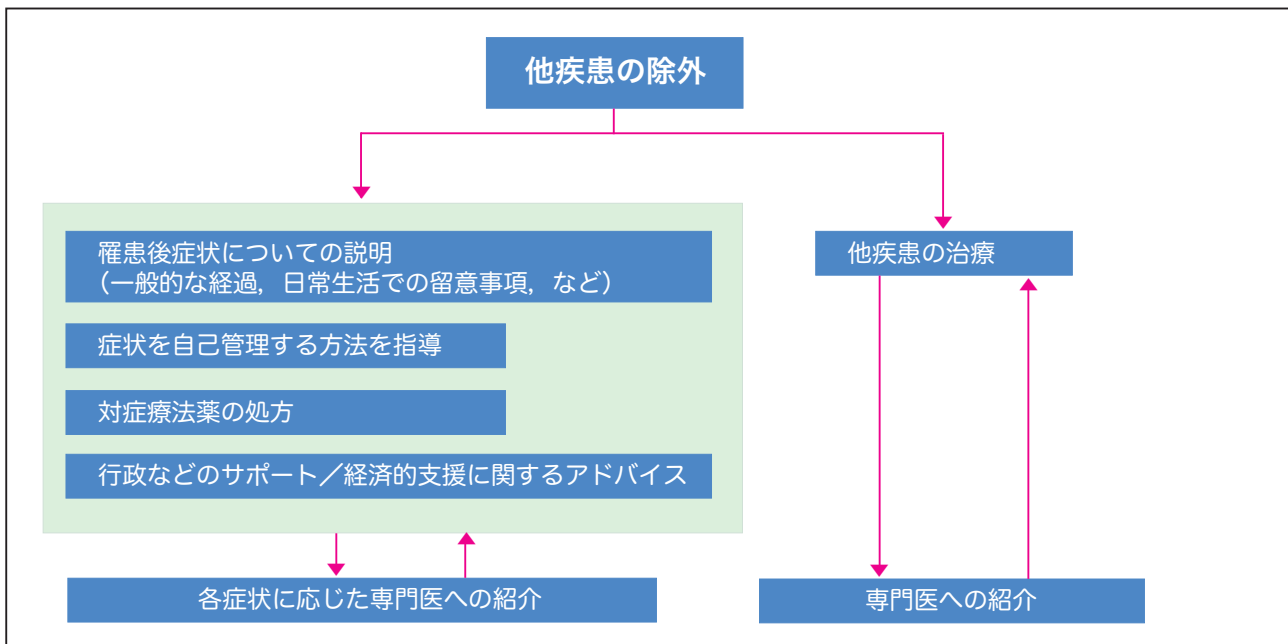 他疾患の除外
罹患後症状についての説明
（一般的な経過，日常生活での留意事項，など）
症状を自己管理する方法を指導
対症療法薬の処方
行政などのサポート／経済的支援に関するアドバイス
各症状に応じた専門医への紹介
他疾患の治療
専門医への紹介